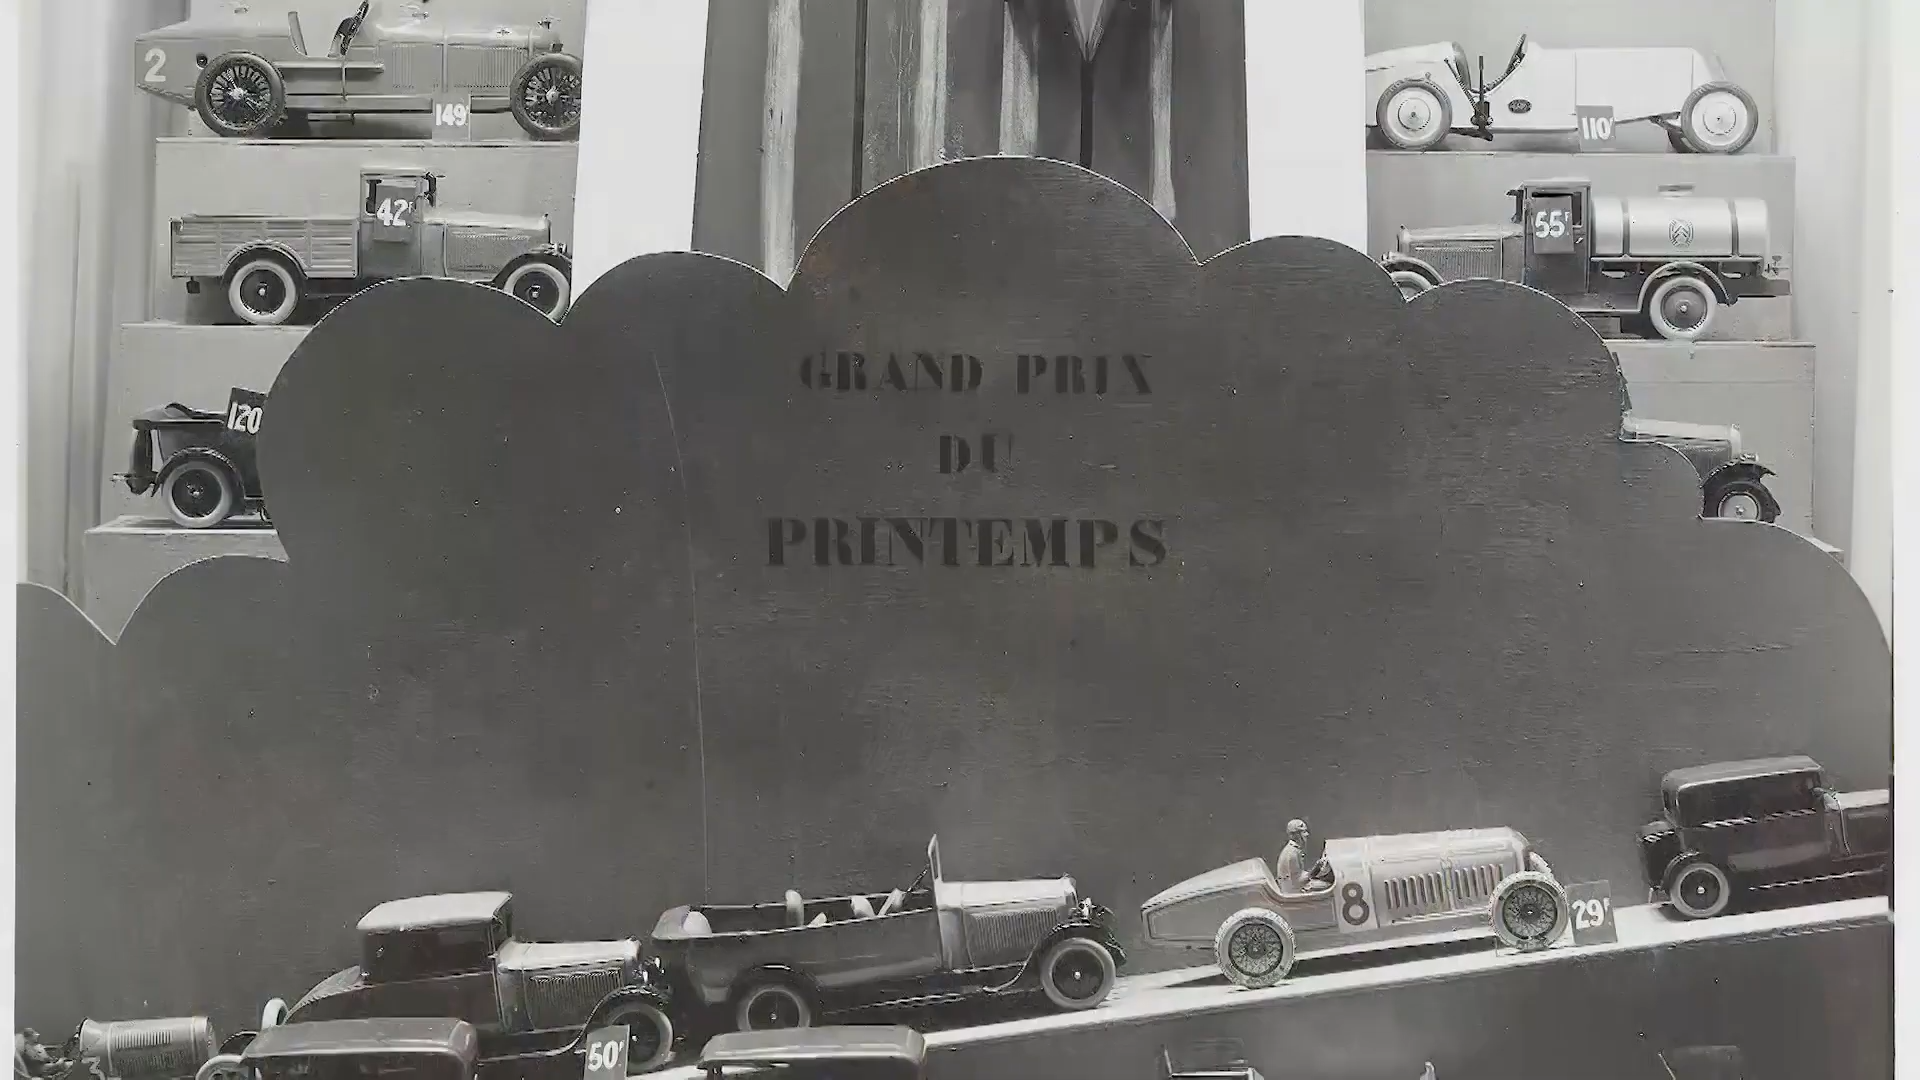 2
149F
110F
42F
55F
120
GRAND PRIX
DU
PRINTEMPS
8
29F
50F